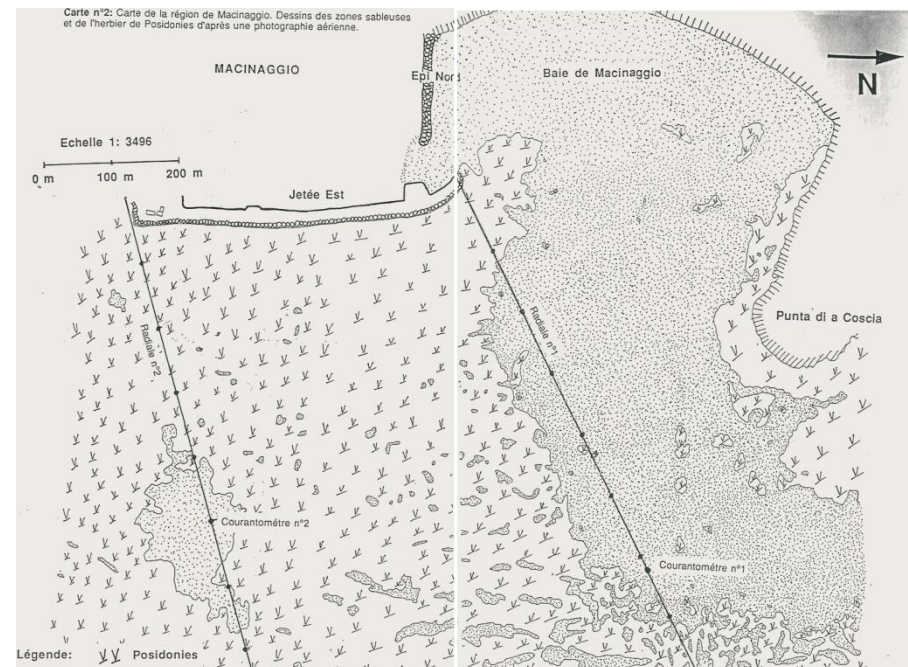 Carte n°2: Carte de la région de Macinaggio. Dessins des zones sableuses
et de l'herbier de Posidonies d'après une photographie aérienne.
MACINAGGIO
Epi Nord
Baie de Macinaggio
N
Echelle 1: 3496
0 m 100 m 200 m
Jetée Est
Punta di a Coscia
Radiale n°2
Radiale n°1
Courantométre n°2
Courantométre n°1
Légende: Posidonies